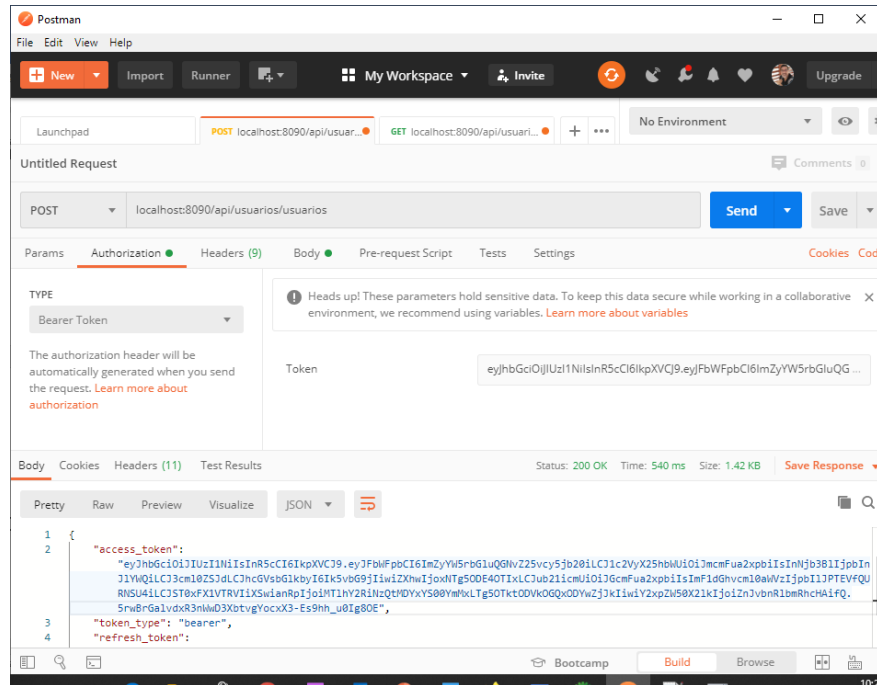 Postman
File Edit View Help
New Import Runner My Workspace Invite Upgrade
Launchpad POST localhost:8090/api/usuar... GET localhost:8090/api/usuari... No Environment
Untitled Request Comments 0
POST localhost:8090/api/usuarios/usuarios Send Save
Params Authorization Headers (9) Body Pre-request Script Tests Settings Cookies Cod
TYPE
Bearer Token
The authorization header will be
automatically generated when you send
the request. Learn more about
authorization
Heads up! These parameters hold sensitive data. To keep this data secure while working in a collaborative
environment, we recommend using variables. Learn more about variables
Token
Body Cookies Headers (11) Test Results Status: 200 OK Time: 540 ms Size: 1.42 KB Save Response
Pretty Raw Preview Visualize JSON
1 {
2 "access_token":
3 "token_type": "bearer",
4 "refresh_token":
Bootcamp Build Browse